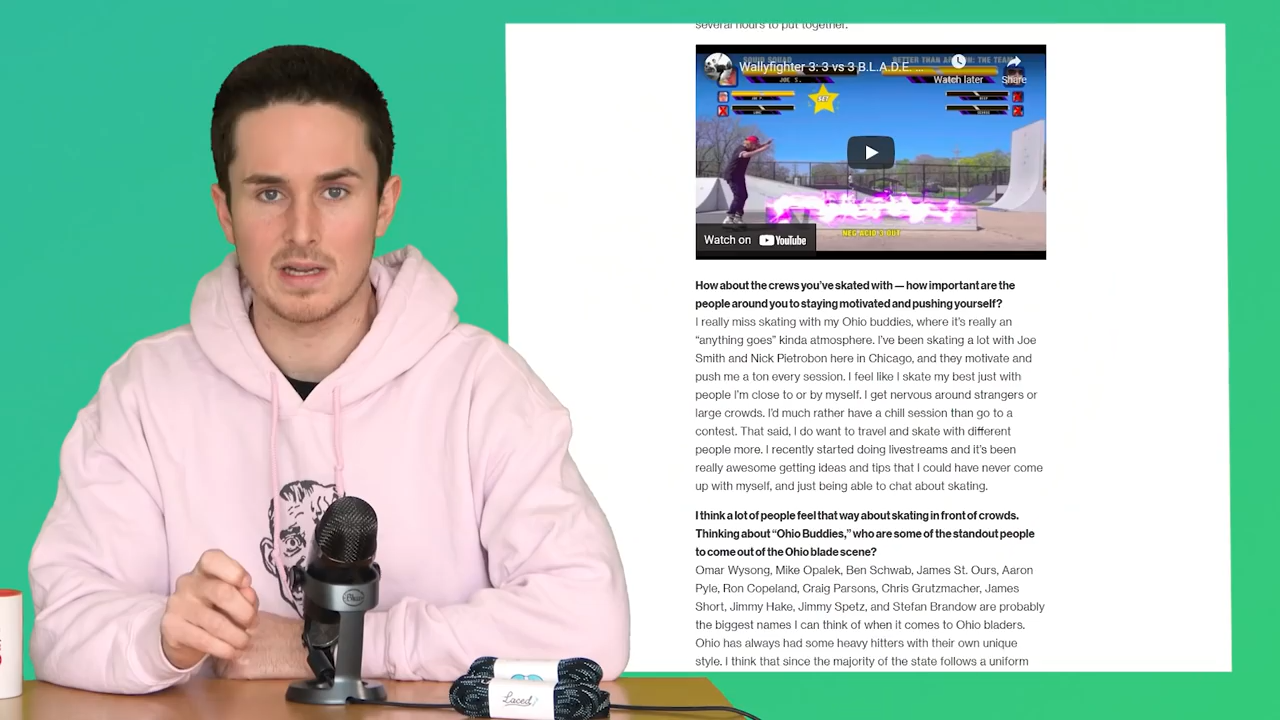 several hours to put together.
Wallyfighter 3: 3 vs 3 B.L.A.D.E. ...
BETTER THAN
THE TEAM
JOE S.
Watch later
Share
SET
NEG ACID
OUT
Watch on YouTube
How about the crews you've skated with — how important are the
people around you to staying motivated and pushing yourself?
I really miss skating with my Ohio buddies, where it's really an
"anything goes" kinda atmosphere. I've been skating a lot with Joe
Smith and Nick Pietrobon here in Chicago, and they motivate and
push me a ton every session. I feel like I skate my best just with
people I'm close to or by myself. I get nervous around strangers or
large crowds. I'd much rather have a chill session than go to a
contest. That said, I do want to travel and skate with different
people more. I recently started doing livestreams and it's been
really awesome getting ideas and tips that I could have never come
up with myself, and just being able to chat about skating.
I think a lot of people feel that way about skating in front of crowds.
Thinking about "Ohio Buddies," who are some of the standout people
to come out of the Ohio blade scene?
Omar Wysong, Mike Opalek, Ben Schwab, James St. Ours, Aaron
Pyle, Ron Copeland, Craig Parsons, Chris Grutzmacher, James
Short, Jimmy Hake, Jimmy Spetz, and Stefan Brandow are probably
the biggest names I can think of when it comes to Ohio bladers.
Ohio has always had some heavy hitters with their own unique
style. I think that since the majority of the state follows a uniform
Blue
Laced